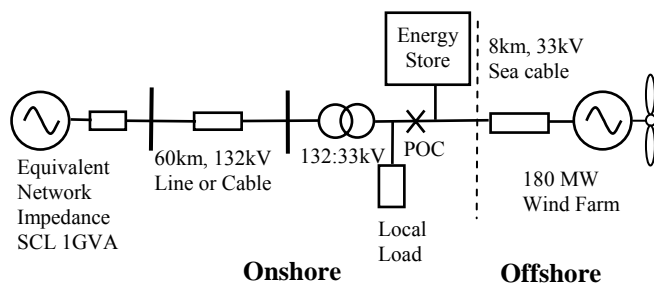 Energy
Store
8km, 33kV
Sea cable
60km, 132kV
Line or Cable
132:33kV
POC
Equivalent
Network
Impedance
SCL 1GVA
Local
Load
180 MW
Wind Farm
Onshore
Offshore